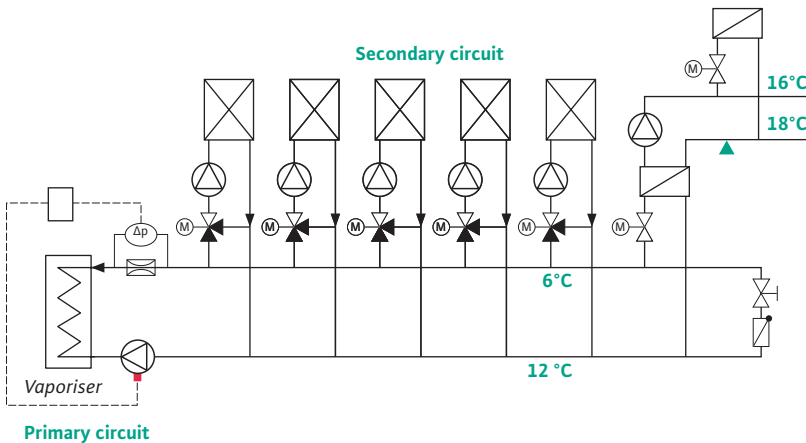 Secondary circuit
M
16°C
18°C
Δp
M
M
M
M
M
M
6°C
12 °C
Vaporiser
Primary circuit